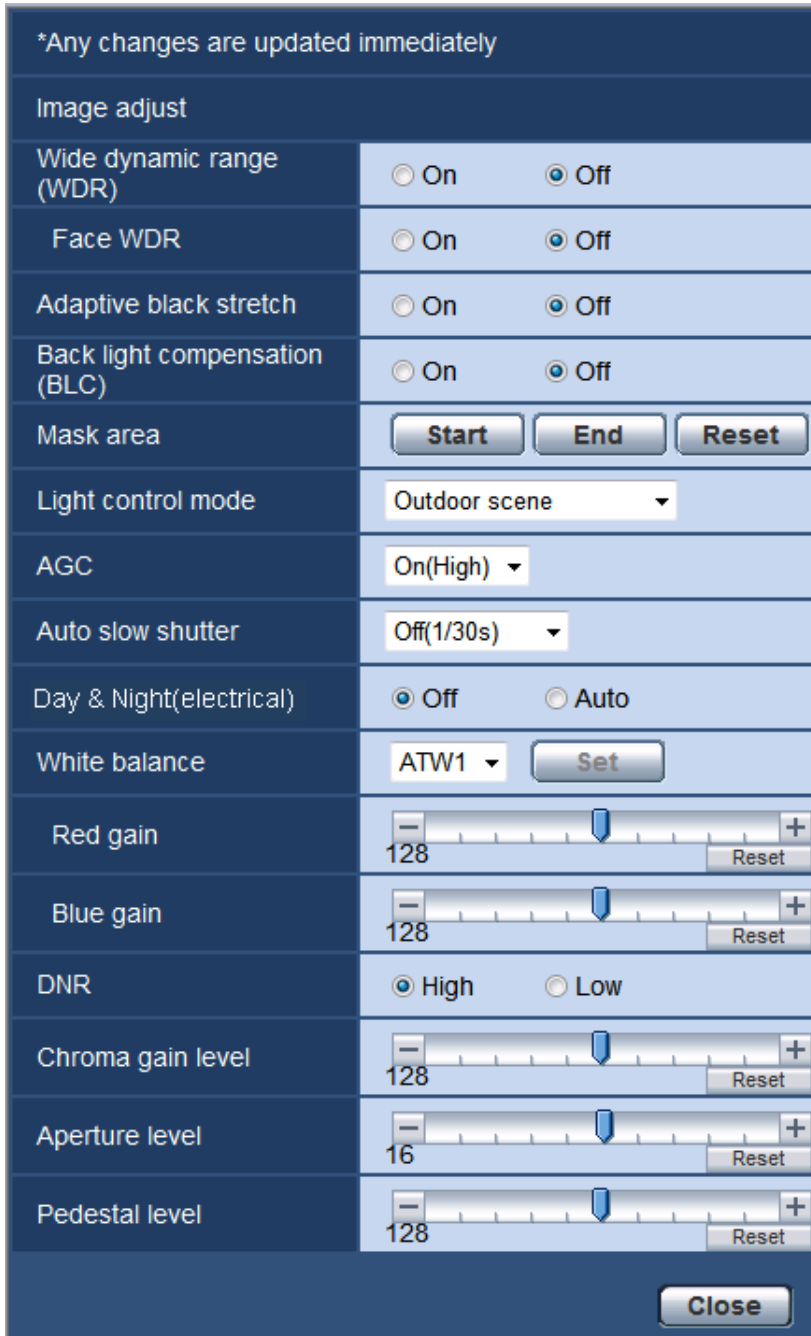 *Any changes are updated immediately
Image adjust
Wide dynamic range
(WDR)
On Off
Face WDR
On Off
Adaptive black stretch
On Off
Back light compensation
(BLC)
On Off
Mask area
Start End Reset
Light control mode
Outdoor scene
AGC
On(High)
Auto slow shutter
Off(1/30s)
Day & Night(electrical)
Off Auto
White balance
ATW1 Set
Red gain
128 Reset
Blue gain
128 Reset
DNR
High Low
Chroma gain level
128 Reset
Aperture level
16 Reset
Pedestal level
128 Reset
Close